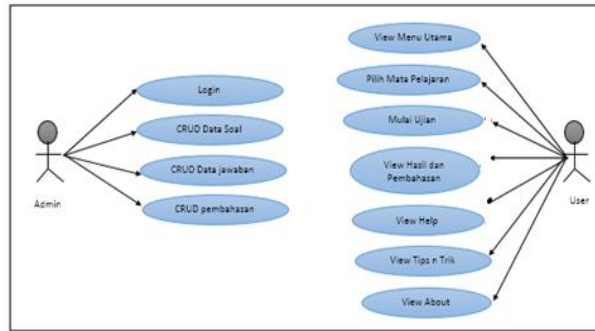 Login
CRUD Data Soal
CRUD Data jawaban
CRUD pembahasan
Admin
View Menu Utama
Pilih Mata Pelajaran
Mulai Ujian
View Hasil dan
Pembahasan
View Help
View Tips n Trik
View About
User